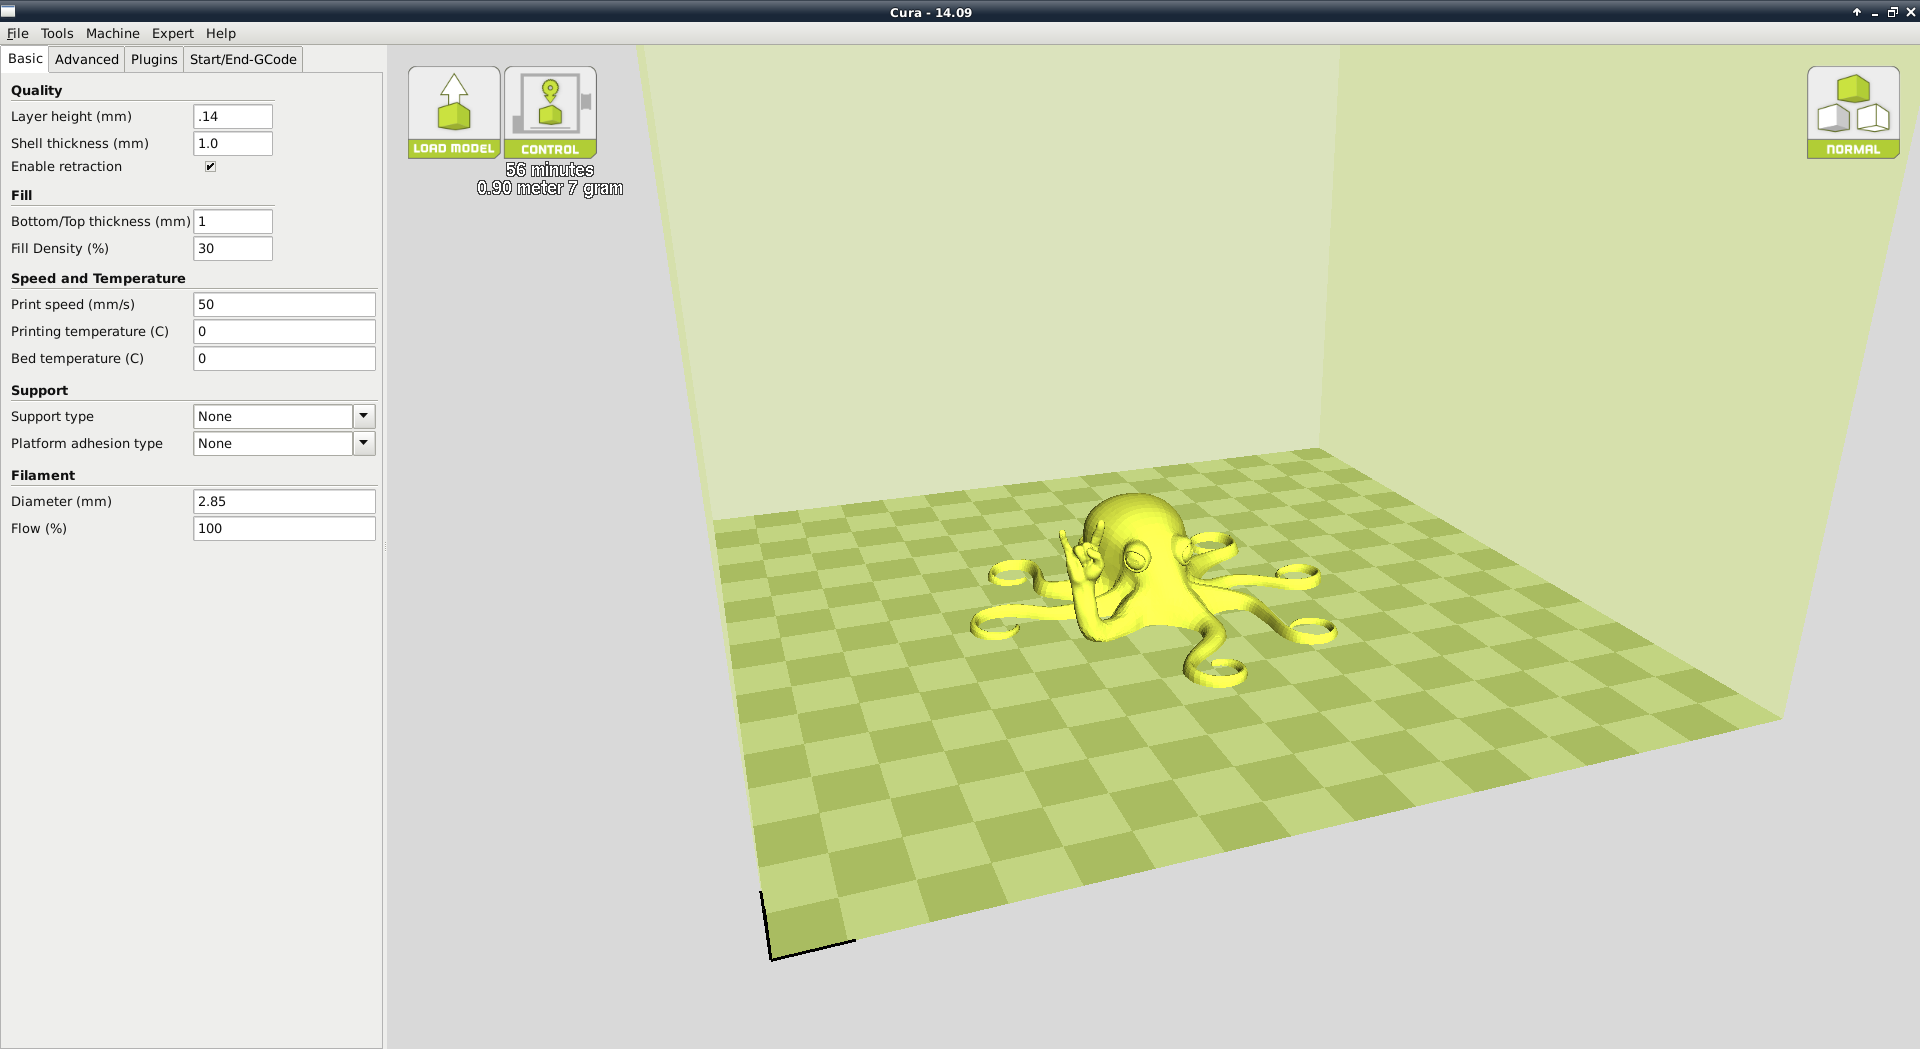 Cura - 14.09
File Tools Machine Expert Help
Basic Advanced Plugins Start/End-GCode
Quality
Layer height (mm) .14
Shell thickness (mm) 1.0
Enable retraction
Fill
Bottom/Top thickness (mm) 1
Fill Density (%) 30
Speed and Temperature
Print speed (mm/s) 50
Printing temperature (C) 0
Bed temperature (C) 0
Support
Support type None
Platform adhesion type None
Filament
Diameter (mm) 2.85
Flow (%) 100
LOAD MODEL CONTROL
56 minutes
0.90 meter 7 gram
NORMAL